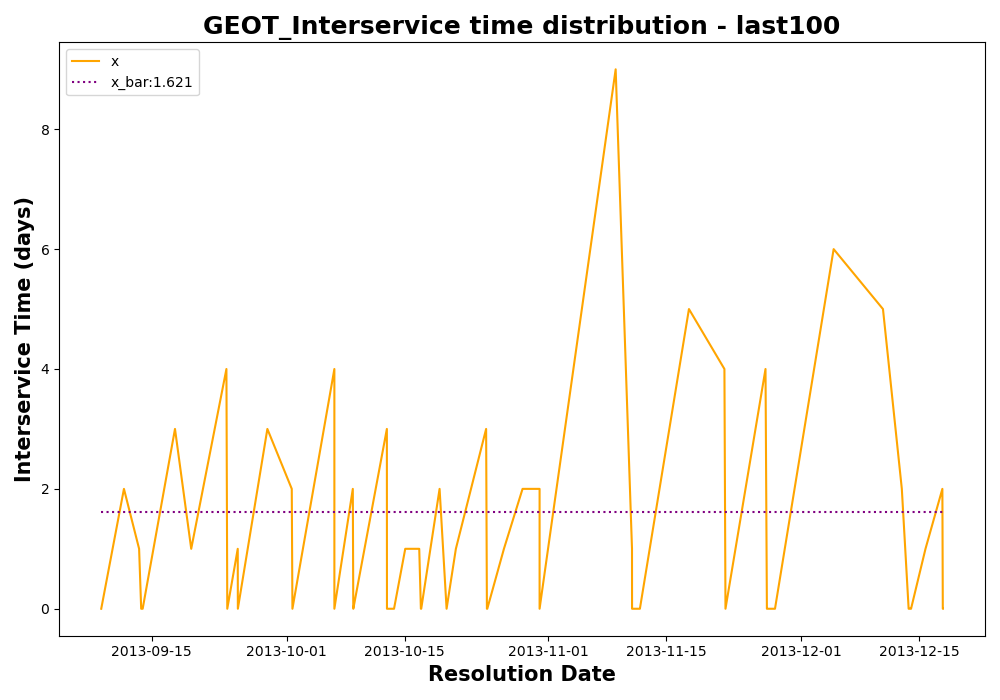 GEOT_Interservice time distribution - last100
x
x_bar:1.621
Interservice Time (days)
8
6
4
2
0
2013-09-15
2013-10-01
2013-10-15
2013-11-01
2013-11-15
2013-12-01
2013-12-15
Resolution Date